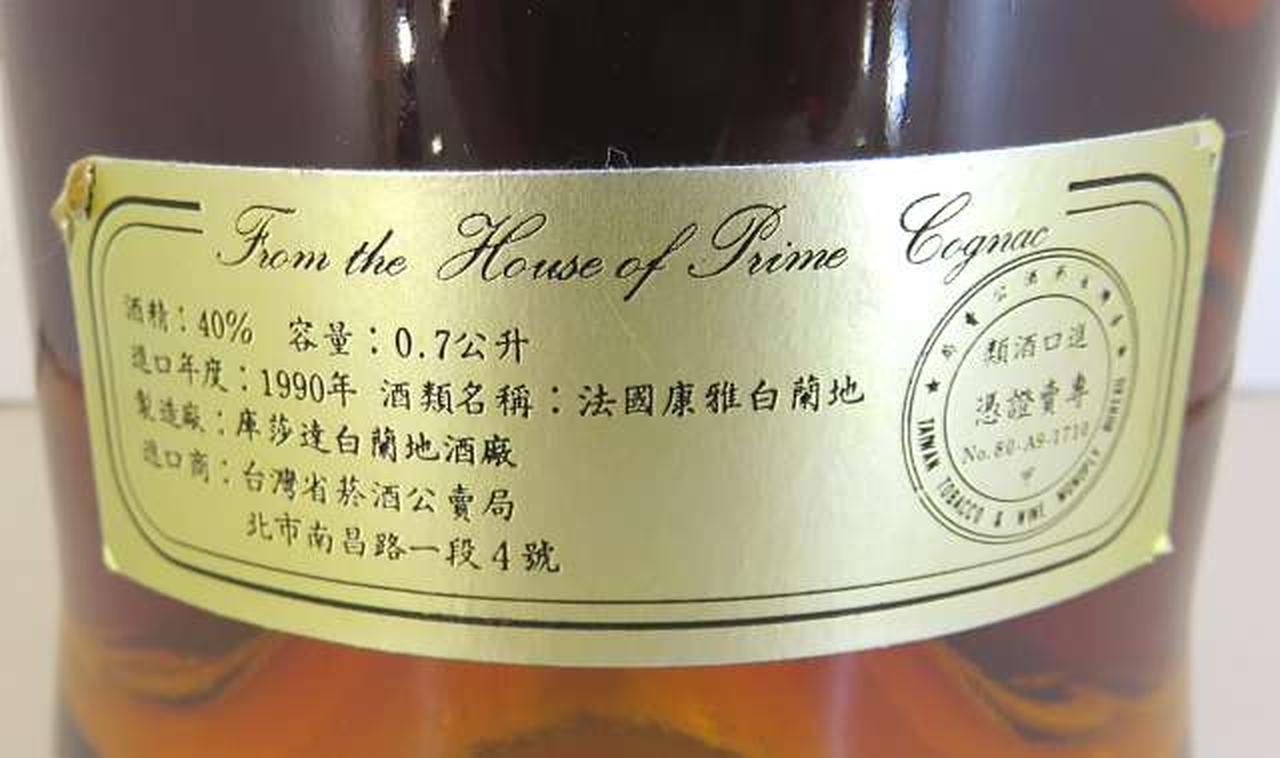 From the House of Prime Cognac
酒精：40% 容量：0.7公升
進口年度：1990年 酒類名稱：法國康雅白蘭地
製造廠：庫莎達白蘭地酒廠
進口商：台灣省菸酒公賣局
北市南昌路一段4號
類酒口進
憑證賣專
No.80-A9-1710
TAIWAN TOBACCO & WINE MONOPOLY